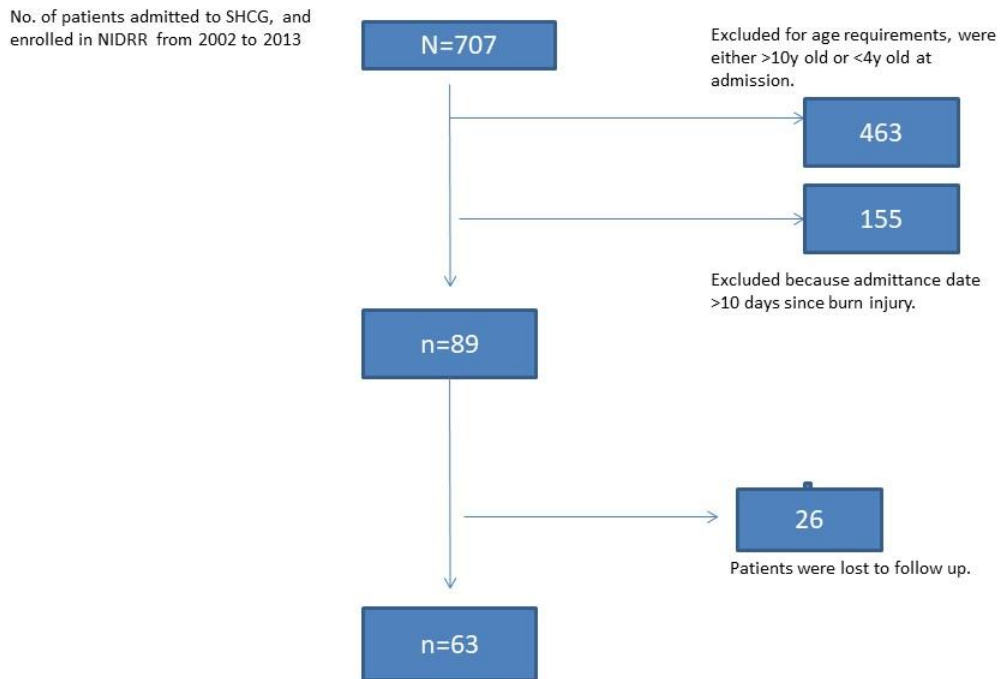 No. of patients admitted to SHCG, and
enrolled in NIDRR from 2002 to 2013
N=707
Excluded for age requirements, were
either >10y old or <4y old at
admission.
463
155
Excluded because admittance date
>10 days since burn injury.
n=89
26
Patients were lost to follow up.
n=63